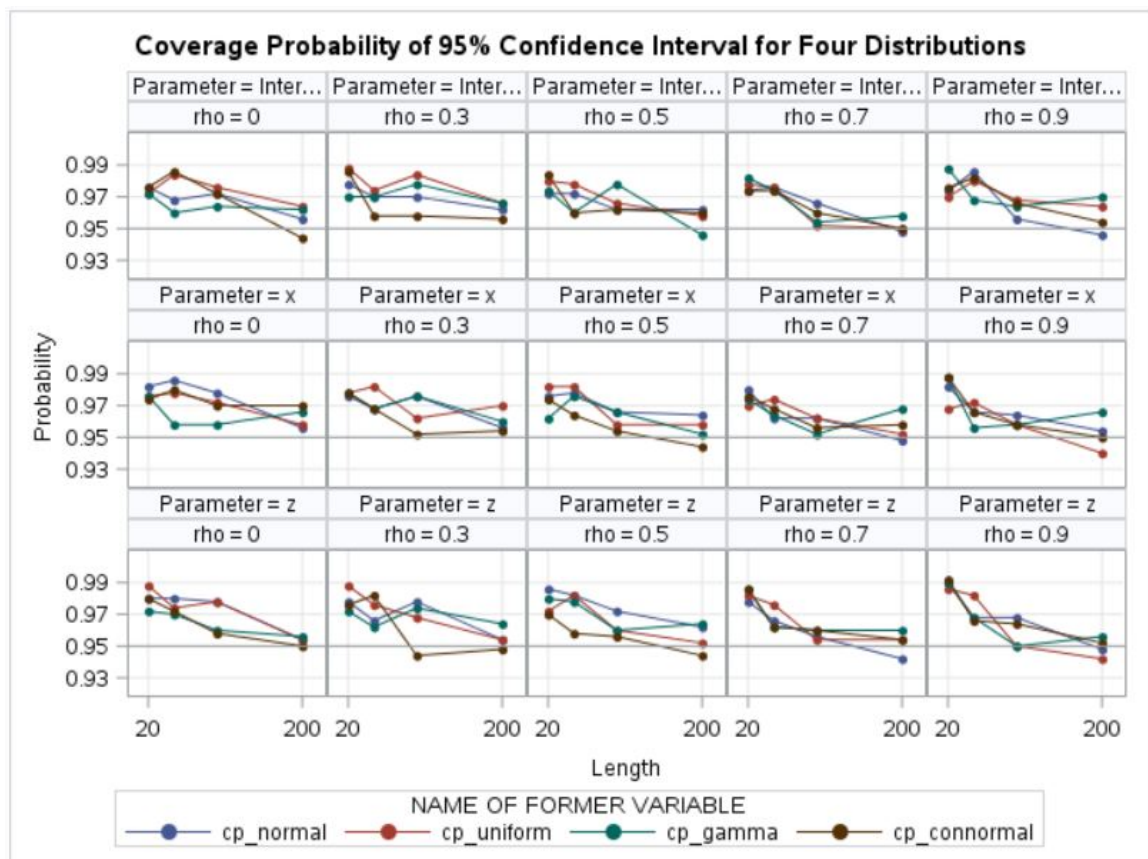 Coverage Probability of 95% Confidence Interval for Four Distributions
Parameter = Inter... Parameter = Inter... Parameter = Inter... Parameter = Inter... Parameter = Inter...
rho = 0 rho = 0.3 rho = 0.5 rho = 0.7 rho = 0.9
0.99
0.97
0.95
0.93
Parameter = x Parameter = x Parameter = x Parameter = x Parameter = x
rho = 0 rho = 0.3 rho = 0.5 rho = 0.7 rho = 0.9
Probability
0.99
0.97
0.95
0.93
Parameter = z Parameter = z Parameter = z Parameter = z Parameter = z
rho = 0 rho = 0.3 rho = 0.5 rho = 0.7 rho = 0.9
0.99
0.97
0.95
0.93
20 200 20 200 20 200 20 200 20 200
Length
NAME OF FORMER VARIABLE
cp_normal cp_uniform cp_gamma cp_connormal